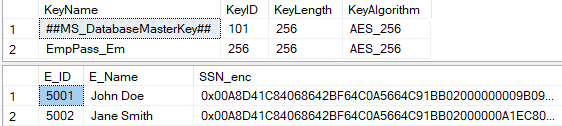 KeyName KeyID KeyLength KeyAlgorithm
1 ##MS_DatabaseMasterKey## 101 256 AES_256
2 EmpPass_Em 256 256 AES_256
E_ID E_Name SSN_enc
1 5001 John Doe 0x00A8D41C84068642BF64C0A5664C91BB02000000009B09...
2 5002 Jane Smith 0x00A8D41C84068642BF64C0A5664C91BB02000000A1EC80...